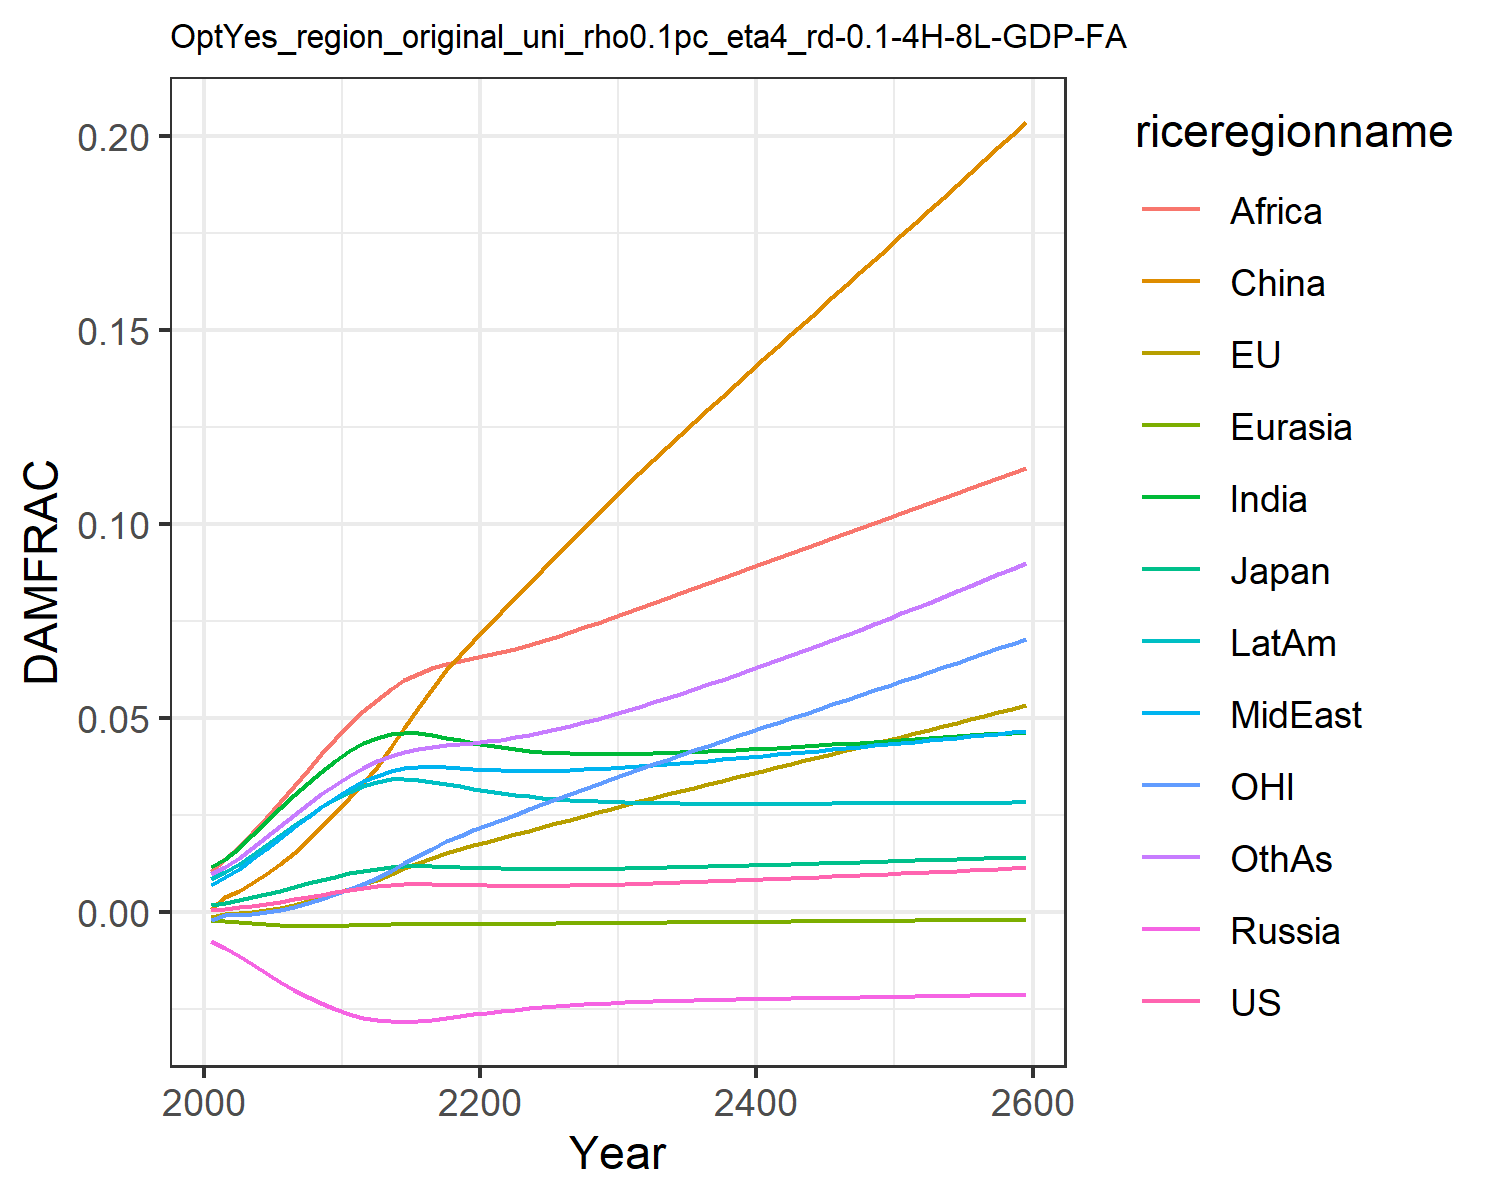 OptYes_region_original_uni_rho0.1pc_eta4_rd-0.1-4H-8L-GDP-FA
DAMFRAC
0.20
0.15
0.10
0.05
0.00
2000 2200 2400 2600
Year
riceregionname
Africa
China
EU
Eurasia
India
Japan
LatAm
MidEast
OHI
OthAs
Russia
US